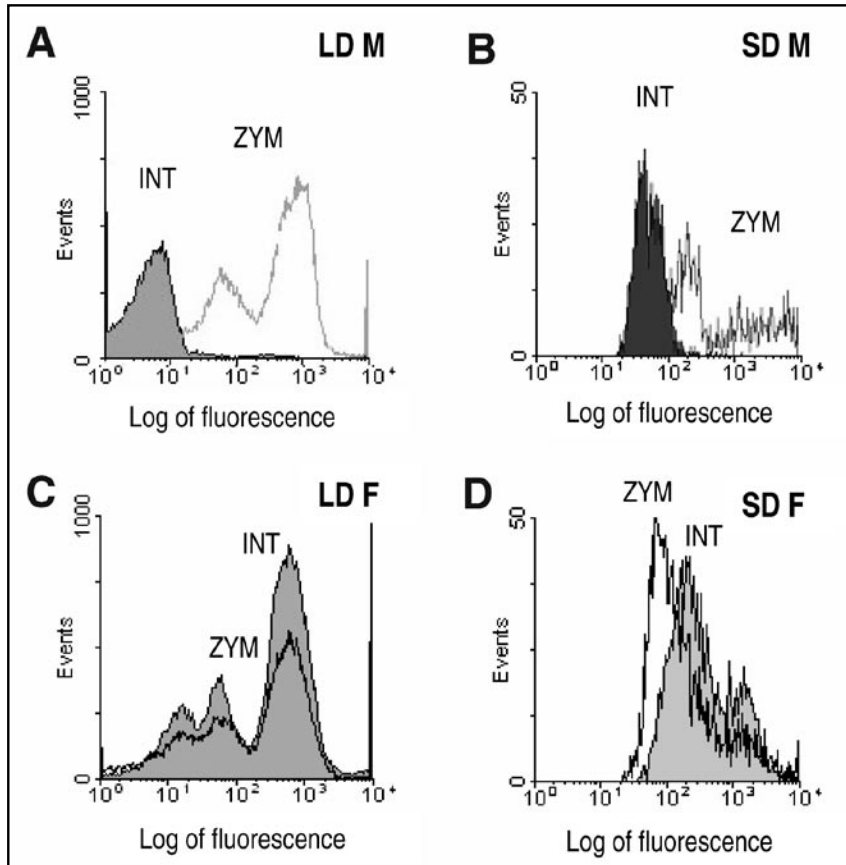 A LD M
1000
ZYM
INT
Events
0
10⁰ 10¹ 10² 10³ 10⁴
Log of fluorescence
B SD M
50
INT
ZYM
Events
0
10⁰ 10¹ 10² 10³ 10⁴
Log of fluorescence
C LD F
1000
INT
ZYM
Events
0
10⁰ 10¹ 10² 10³ 10⁴
Log of fluorescence
D SD F
ZYM
50
INT
Events
0
10⁰ 10¹ 10² 10³ 10⁴
Log of fluorescence